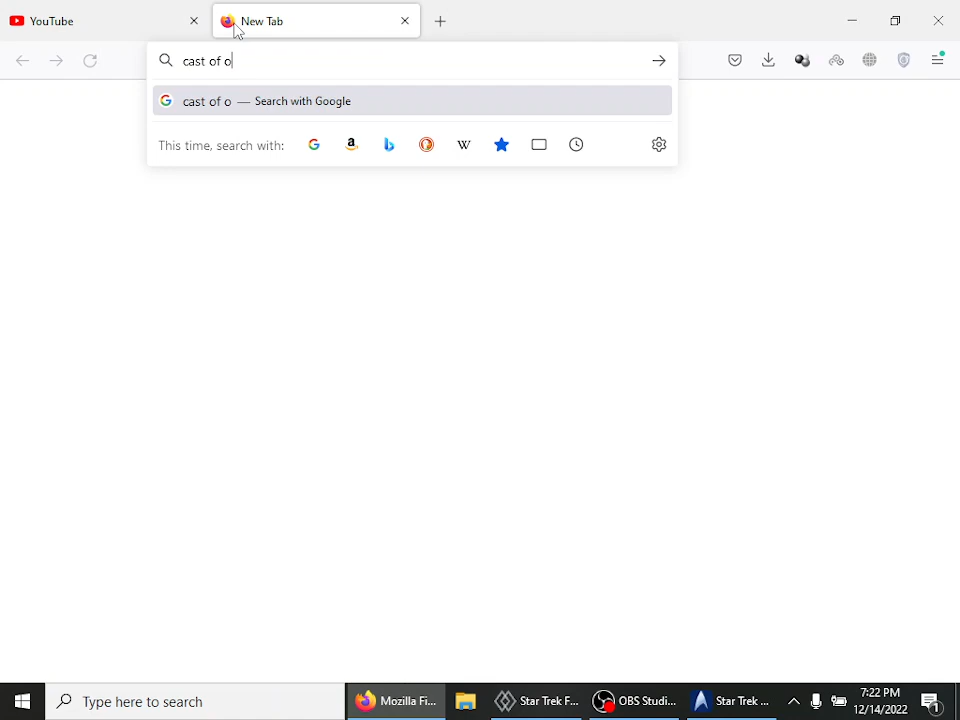 YouTube
New Tab
cast of o
cast of o — Search with Google
This time, search with:
Type here to search
Mozilla Fi...
Star Trek F...
OBS Studi...
Star Trek ...
7:22 PM
12/14/2022
1